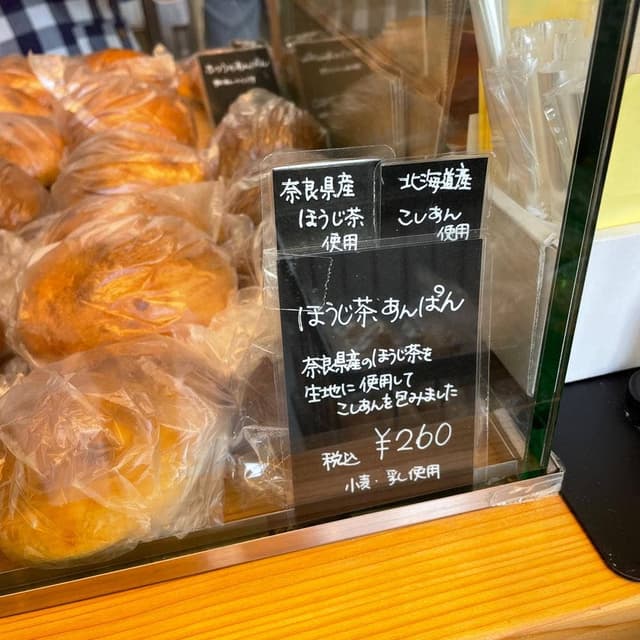 奈良県産
ほうじ茶
使用
北海道産
こしあん
使用
ほうじ茶あんぱん
奈良県産のほうじ茶を
生地に使用して
こしあんを包みました
税込 ¥260
小麦・乳使用